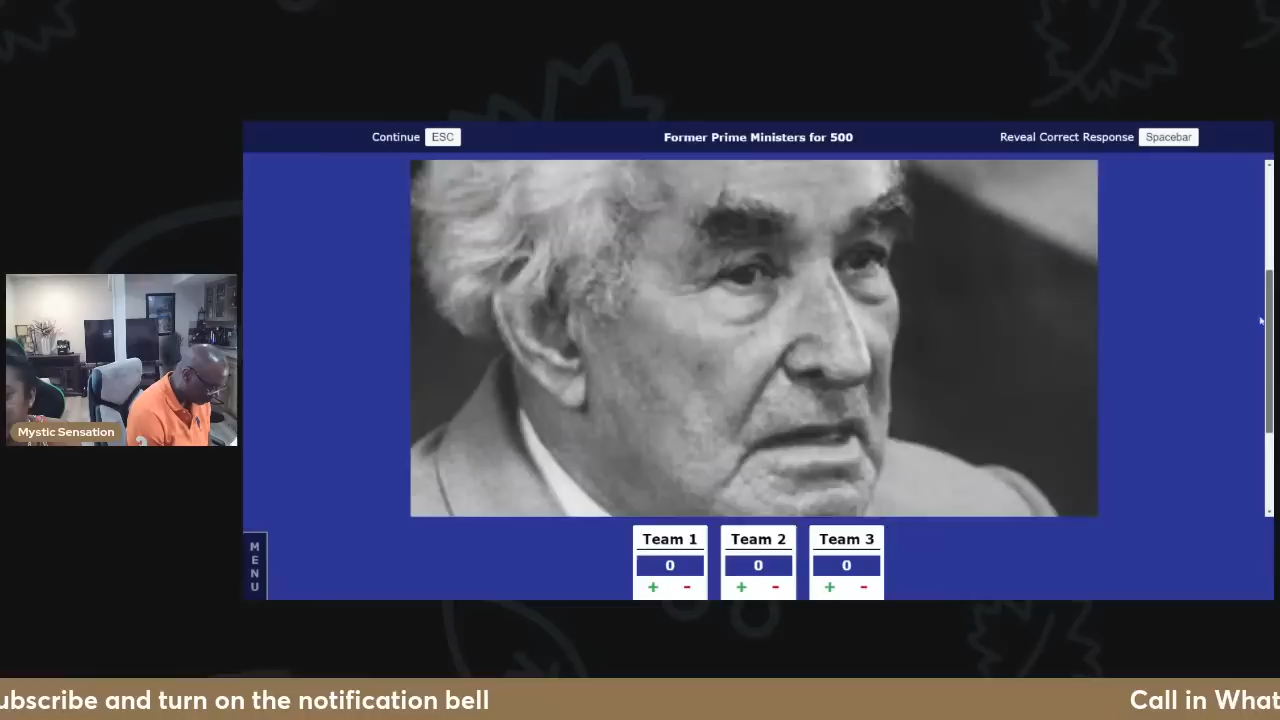 Continue ESC
Former Prime Ministers for 500
Reveal Correct Response Spacebar
Mystic Sensation
MENU
Team 1 Team 2 Team 3
0 0 0
+ - + - + -
ubscribe and turn on the notification bell
Call in What